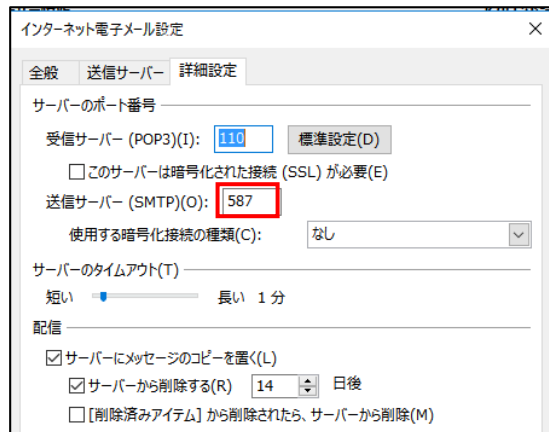 インターネット電子メール設定
全般 送信サーバー 詳細設定
サーバーのポート番号
受信サーバー (POP3)(I): 110 標準設定(D)
このサーバーは暗号化された接続 (SSL) が必要(E)
送信サーバー (SMTP)(O): 587
使用する暗号化接続の種類(C): なし
サーバーのタイムアウト(T)
短い 長い 1 分
配信
サーバーにメッセージのコピーを置く(L)
サーバーから削除する(R) 14 日後
[削除済みアイテム] から削除されたら、サーバーから削除(M)